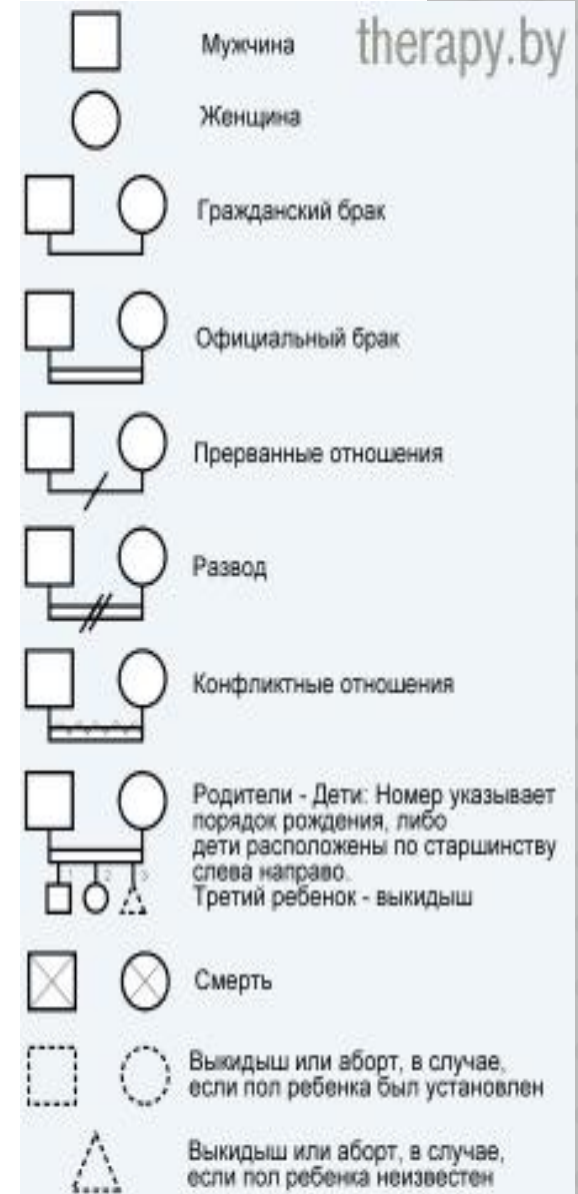 therapy.by
Мужчина
Женщина
Гражданский брак
Официальный брак
Прерванные отношения
Развод
Конфликтные отношения
Родители - Дети: Номер указывает
порядок рождения, либо
дети расположены по старшинству
слева направо.
Третий ребенок - выкидыш
1 2 3
Смерть
Выкидыш или аборт, в случае,
если пол ребенка был установлен
Выкидыш или аборт, в случае,
если пол ребенка неизвестен